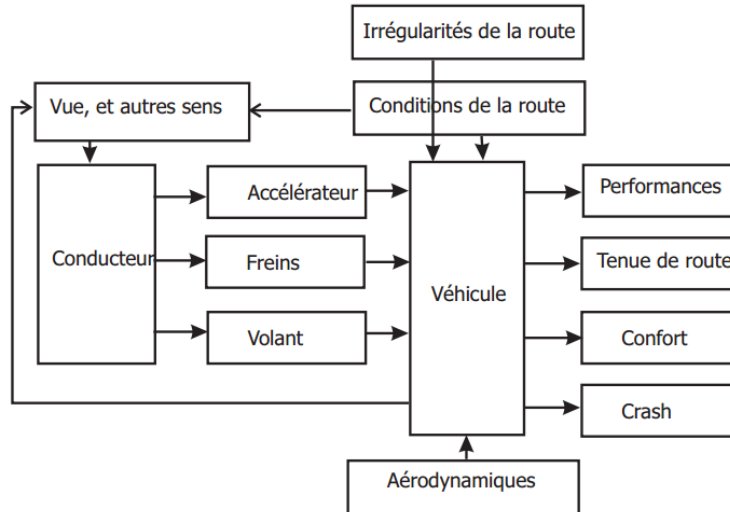 Irrégularités de la route
Vue, et autres sens
Conditions de la route
Accélérateur
Performances
Conducteur
Freins
Véhicule
Tenue de route
Volant
Confort
Crash
Aérodynamiques